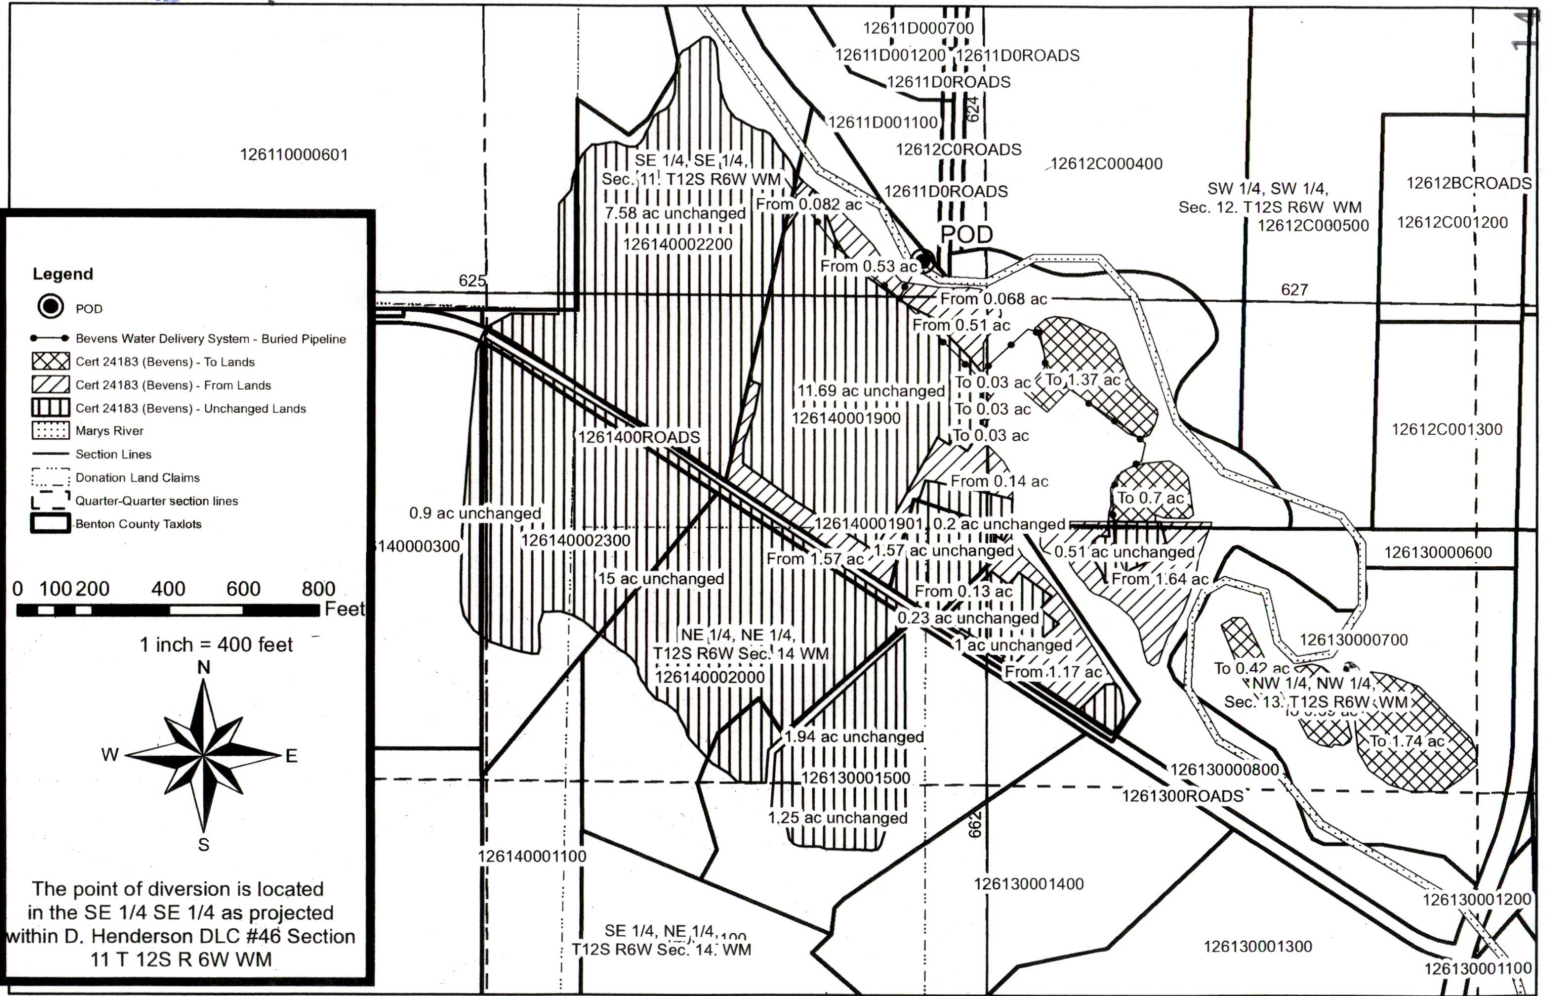 14
12611D000700
12611D001200
12611D0ROADS
12611D0ROADS
624
12611D001100
12612C0ROADS
126110000601
SE 1/4, SE 1/4,
Sec. 11. T12S R6W WM
12612C000400
SW 1/4, SW 1/4,
Sec. 12. T12S R6W WM
12612C000500
12612BCROADS
12612C001200
12611D0ROADS
From 0.082 ac
7.58 ac unchanged
126140002200
POD
From 0.53 ac
625
627
From 0.068 ac
From 0.51 ac
To 0.03 ac
To 1.37 ac
11.69 ac unchanged
126140001900
To 0.03 ac
To 0.03 ac
12612C001300
1261400ROADS
From 0.14 ac
To 0.7 ac
0.9 ac unchanged
126140001901
0.2 ac unchanged
140000300
126140002300
From 1.57 ac
1.57 ac unchanged
0.51 ac unchanged
126130000600
15 ac unchanged
From 1.64 ac
From 0.13 ac
0.23 ac unchanged
NE 1/4, NE 1/4,
T12S R6W Sec. 14 WM
126140002000
1 ac unchanged
From 1.17 ac
126130000700
To 0.42 ac
NW 1/4, NW 1/4,
Sec. 13. T12S R6W WM
To 1.74 ac
1.94 ac unchanged
126130001500
126130000800
1261300ROADS
1.25 ac unchanged
662
126140001100
126130001400
126130001200
SE 1/4, NE 1/4,
T12S R6W Sec. 14. WM
126130001300
126130001100
Legend
POD
Bevens Water Delivery System - Buried Pipeline
Cert 24183 (Bevens) - To Lands
Cert 24183 (Bevens) - From Lands
Cert 24183 (Bevens) - Unchanged Lands
Marys River
Section Lines
Donation Land Claims
Quarter-Quarter section lines
Benton County Taxlots
0 100 200 400 600 800
Feet
1 inch = 400 feet
N
W E
S
The point of diversion is located
in the SE 1/4 SE 1/4 as projected
within D. Henderson DLC #46 Section
11 T 12S R 6W WM